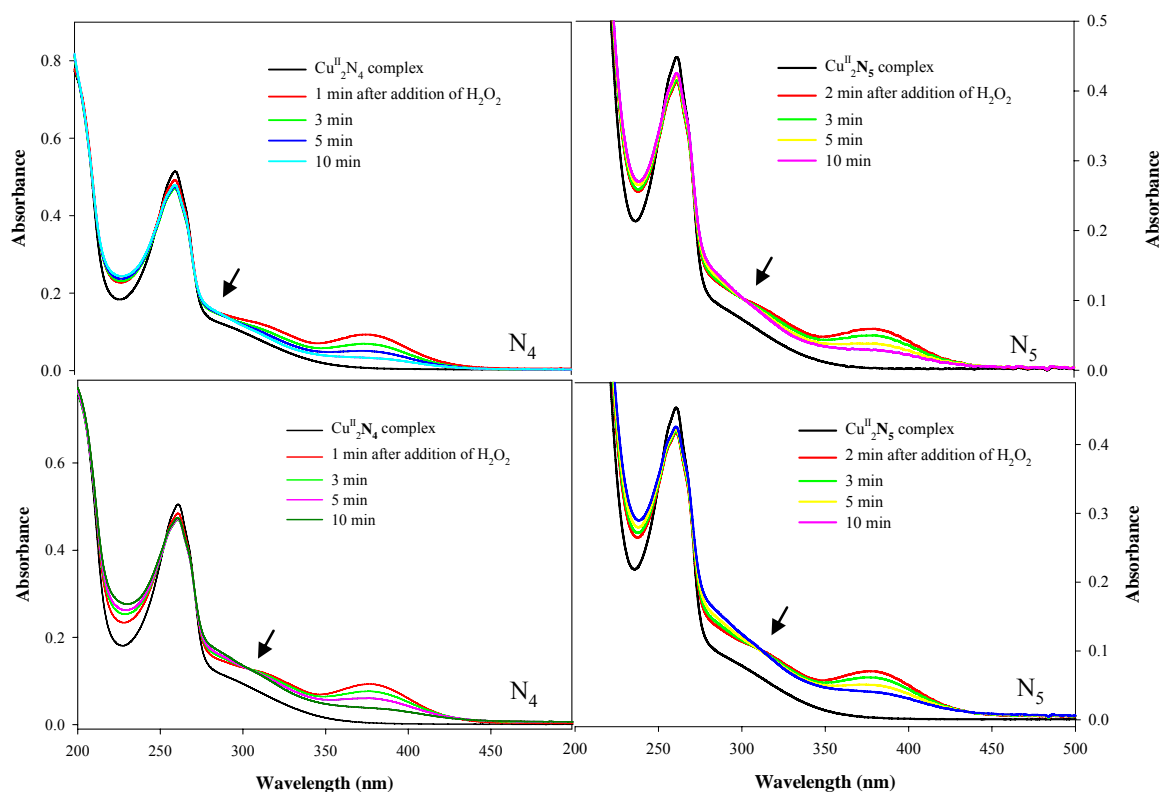 0.8
0.6
0.4
0.2
0.0
Absorbance
Cu^II_2N_4 complex
1 min after addition of H_2O_2
3 min
5 min
10 min
N_4
0.5
0.4
0.3
0.2
0.1
0.0
Absorbance
Cu^II_2N_5 complex
2 min after addition of H_2O_2
3 min
5 min
10 min
N_5
0.6
0.4
0.2
0.0
Absorbance
Cu^II_2N_4 complex
1 min after addition of H_2O_2
3 min
5 min
10 min
N_4
200 250 300 350 400 450
Wavelength (nm)
0.4
0.3
0.2
0.1
0.0
Absorbance
Cu^II_2N_5 complex
2 min after addition of H_2O_2
3 min
5 min
10 min
N_5
200 250 300 350 400 450 500
Wavelength (nm)